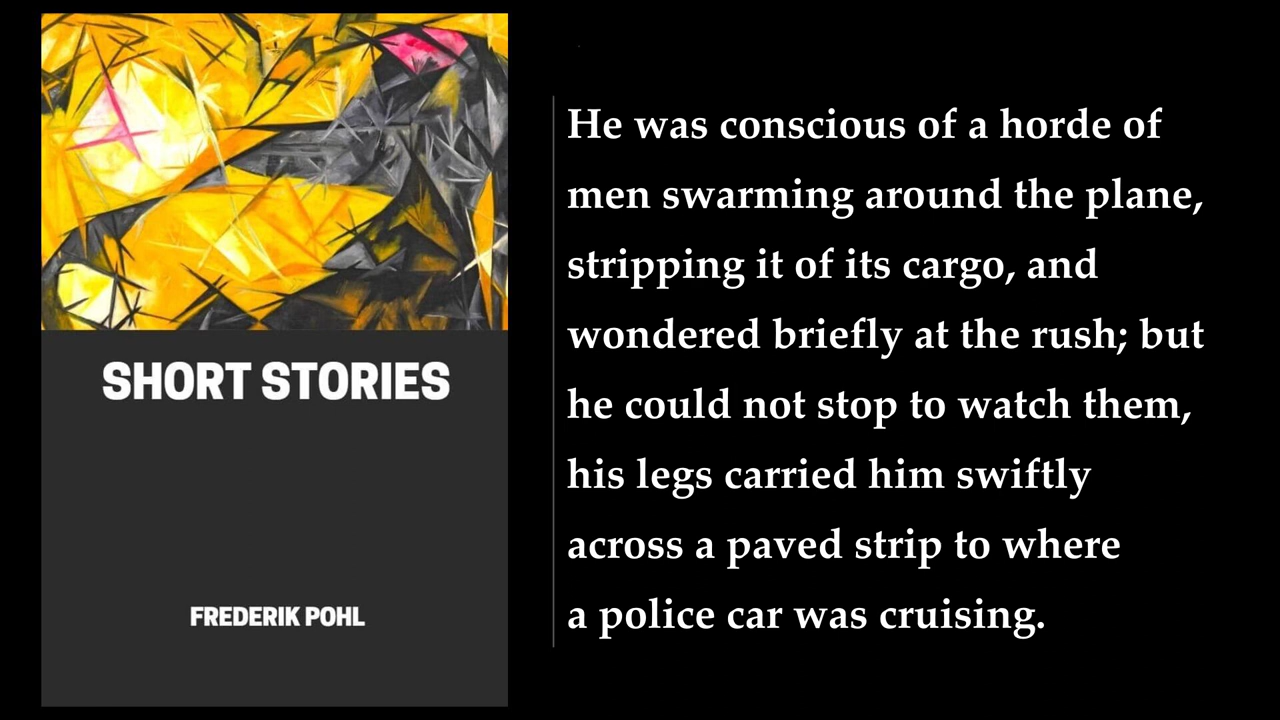 SHORT STORIES
FREDERIK POHL
He was conscious of a horde of
men swarming around the plane,
stripping it of its cargo, and
wondered briefly at the rush; but
he could not stop to watch them,
his legs carried him swiftly
across a paved strip to where
a police car was cruising.